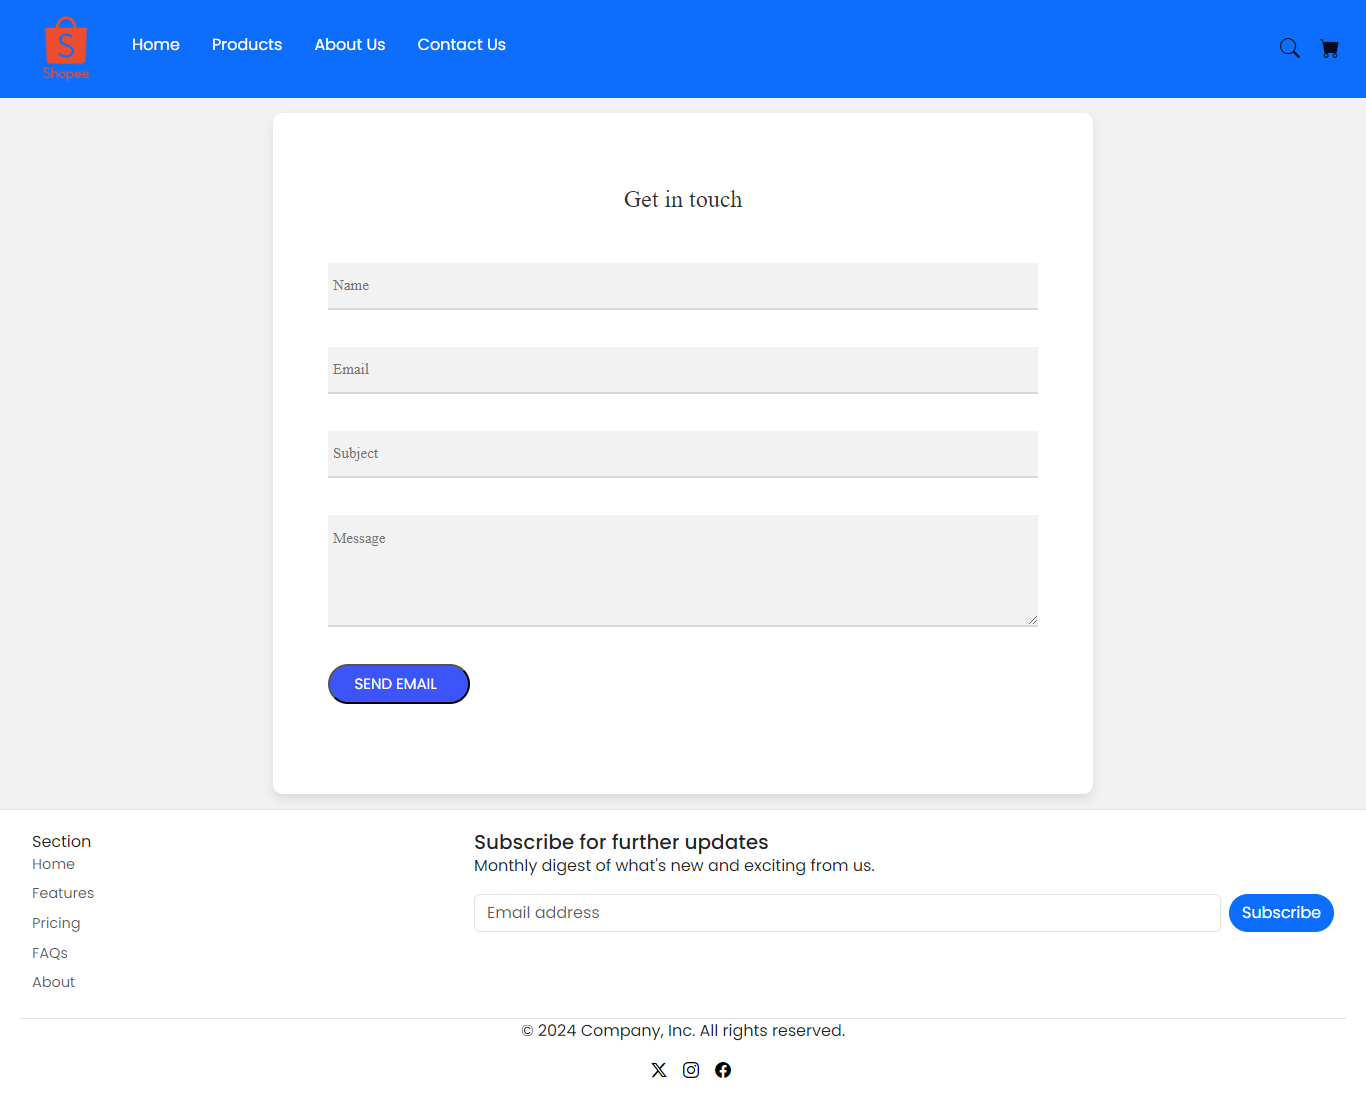 S
Shopee
Home Products About Us Contact Us
Get in touch
Name
Email
Subject
Message
SEND EMAIL
Section
Home
Features
Pricing
FAQs
About
Subscribe for further updates
Monthly digest of what's new and exciting from us.
Email address Subscribe
© 2024 Company, Inc. All rights reserved.